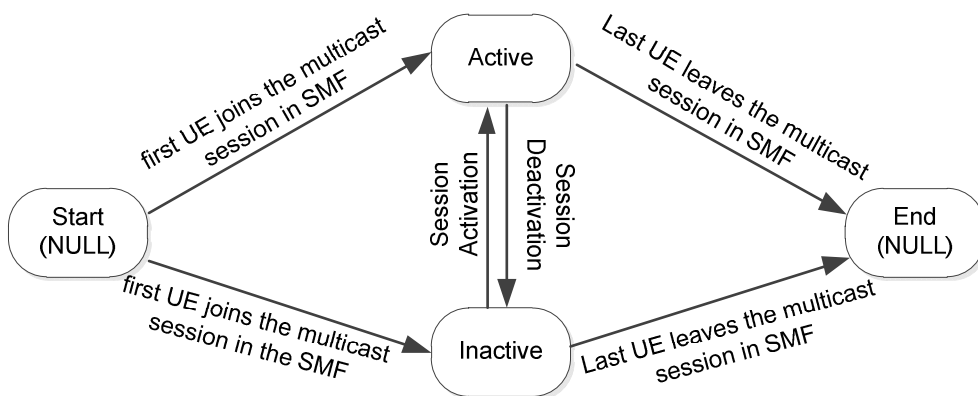 Active
first UE joins the multicast
session in SMF
Last UE leaves the multicast
session in SMF
Session
Activation
Session
Deactivation
Start
(NULL)
End
(NULL)
first UE joins the multicast
session in the SMF
Inactive
Last UE leaves the multicast
session in SMF